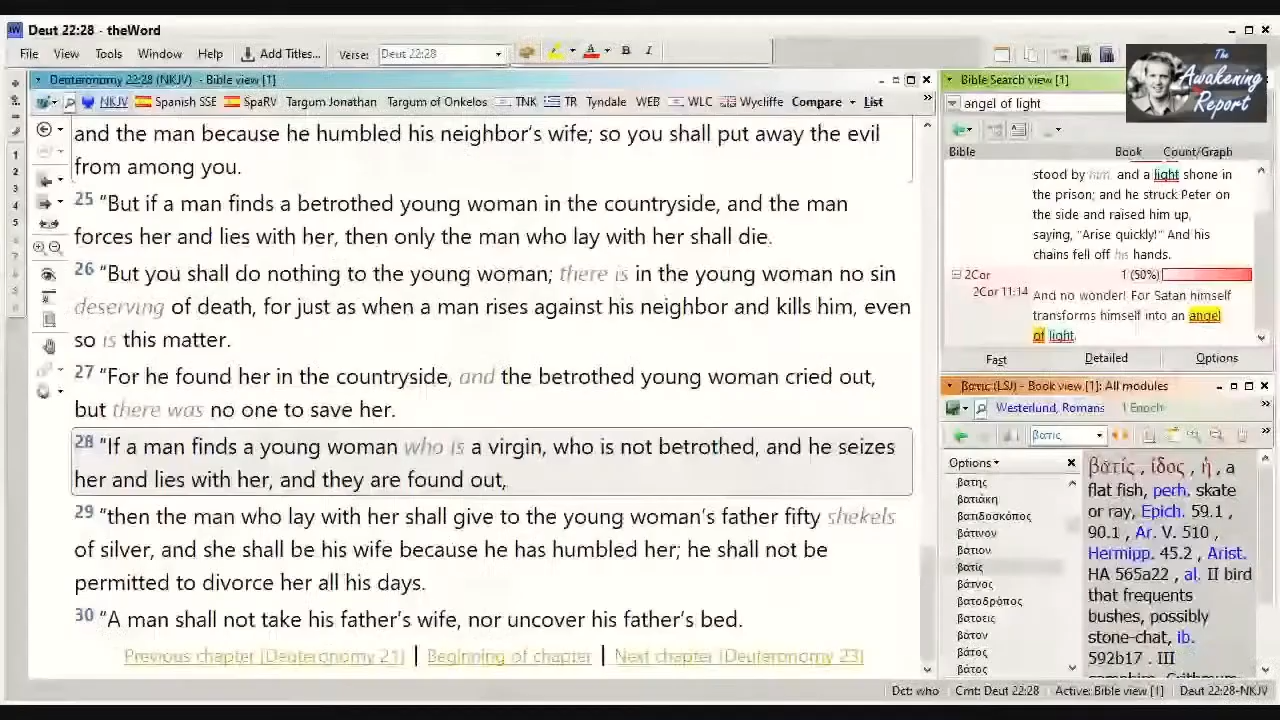 Deut 22:28 - theWord
File View Tools Window Help Add Titles... Verse: Deut 22:28 A B I
The Awakening Report
Deuteronomy 22:28 (NKJV) - Bible view [1]
NKJV Spanish SSE SpaRV Targum Jonathan Targum of Onkelos TNK TR Tyndale WEB WLC Wycliffe Compare List
and the man because he humbled his neighbor's wife; so you shall put away the evil
from among you.
25 “But if a man finds a betrothed young woman in the countryside, and the man
forces her and lies with her, then only the man who lay with her shall die.
26 “But you shall do nothing to the young woman; there is in the young woman no sin
deserving of death, for just as when a man rises against his neighbor and kills him, even
so is this matter.
27 “For he found her in the countryside, and the betrothed young woman cried out,
but there was no one to save her.
28 “If a man finds a young woman who is a virgin, who is not betrothed, and he seizes
her and lies with her, and they are found out,
29 “then the man who lay with her shall give to the young woman's father fifty shekels
of silver, and she shall be his wife because he has humbled her; he shall not be
permitted to divorce her all his days.
30 “A man shall not take his father's wife, nor uncover his father's bed.
Previous chapter (Deuteronomy 21) | Beginning of chapter | Next chapter (Deuteronomy 23)
1
2
3
4
5
Bible Search view [1]
angel of light
Bible Book Count/Graph
stood by him, and a light shone in
the prison; and he struck Peter on
the side and raised him up,
saying, "Arise quickly!" And his
chains fell off his hands.
2Cor 1 (50%)
2Cor 11:14 And no wonder! For Satan himself
transforms himself into an angel
of light.
Fast Detailed Options
Βατις (LSJ) - Book view [1]: All modules
Westerlund, Romans 1 Enoch
βατις
Options
βατης
βατιάκη
βατιδοσκόπος
βάτινον
βάτιον
βατίς
βάτνος
βατοδρόπος
βατοεις
βάτον
βάτος
βάτος
βατίς , ίδος , ἡ , a
flat fish, perh. skate
or ray, Epich. 59.1 ,
90.1 , Ar. V. 510 ,
Hermipp. 45.2 , Arist.
HA 565a22 , al. II bird
that frequents
bushes, possibly
stone-chat, ib.
592b17 . III
Dct: who Cmt: Deut 22:28 Active: Bible view [1] Deut 22:28-NKJV